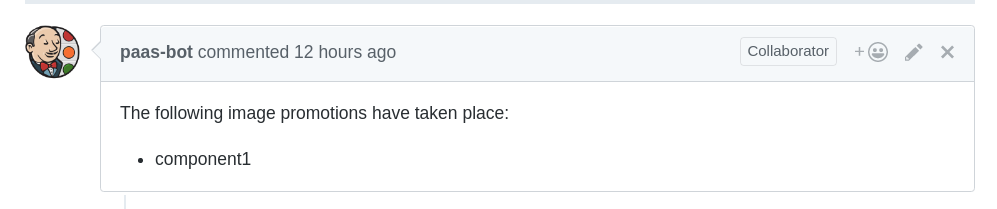 paas-bot commented 12 hours ago Collaborator
The following image promotions have taken place:
• component1